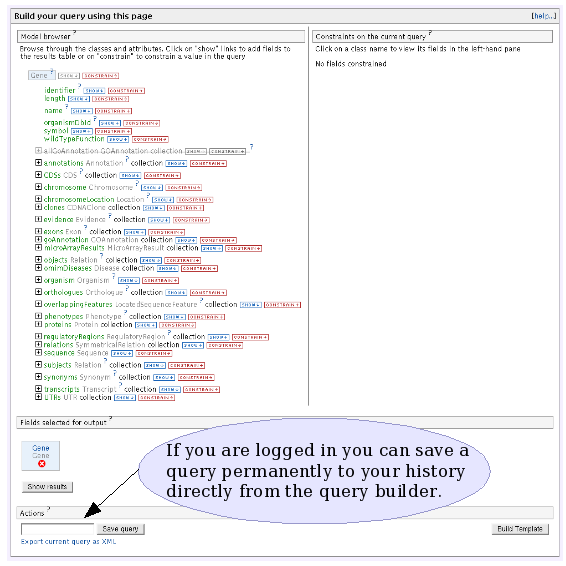 Build your query using this page [help..]
Model browser ?
Browse through the classes and attributes. Click on "show" links to add fields to
the results table or on "constrain" to constrain a value in the query
Gene ? SHOW CONSTRAIN
identifier ? SHOW CONSTRAIN
length SHOW CONSTRAIN
name ? SHOW CONSTRAIN
organismDbId ? SHOW CONSTRAIN
symbol ? SHOW CONSTRAIN
wildTypeFunction ? SHOW CONSTRAIN
allGoAnnotation GOAnnotation collection SHOW CONSTRAIN ?
annotations Annotation ? collection SHOW CONSTRAIN
CDSs CDS ? collection SHOW CONSTRAIN
chromosome Chromosome ? SHOW CONSTRAIN
chromosomeLocation Location ? SHOW CONSTRAIN
clones CDNAClone ? collection SHOW CONSTRAIN
evidence Evidence ? collection SHOW CONSTRAIN
exons Exon ? collection SHOW CONSTRAIN
goAnnotation GOAnnotation collection SHOW CONSTRAIN
microArrayResults MicroArrayResult collection SHOW CONSTRAIN
objects Relation ? collection SHOW CONSTRAIN
omimDiseases Disease collection SHOW CONSTRAIN
organism Organism ? SHOW CONSTRAIN
orthologues Orthologue ? collection SHOW CONSTRAIN
overlappingFeatures LocatedSequenceFeature ? collection SHOW CONSTRAIN
phenotypes Phenotype ? collection SHOW CONSTRAIN
proteins Protein ? collection SHOW CONSTRAIN
regulatoryRegions RegulatoryRegion ? collection SHOW CONSTRAIN
relations SymmetricalRelation collection SHOW CONSTRAIN
sequence Sequence ? SHOW CONSTRAIN
subjects Relation ? collection SHOW CONSTRAIN
synonyms Synonym ? collection SHOW CONSTRAIN
transcripts Transcript ? collection SHOW CONSTRAIN
UTRs UTR collection SHOW CONSTRAIN
Constraints on the current query ?
Click on a class name to view its fields in the left-hand pane
No fields constrained
Fields selected for output ?
Gene
Gene
Show results
If you are logged in you can save a
query permanently to your history
directly from the query builder.
Actions ?
Save query Build Template
Export current query as XML